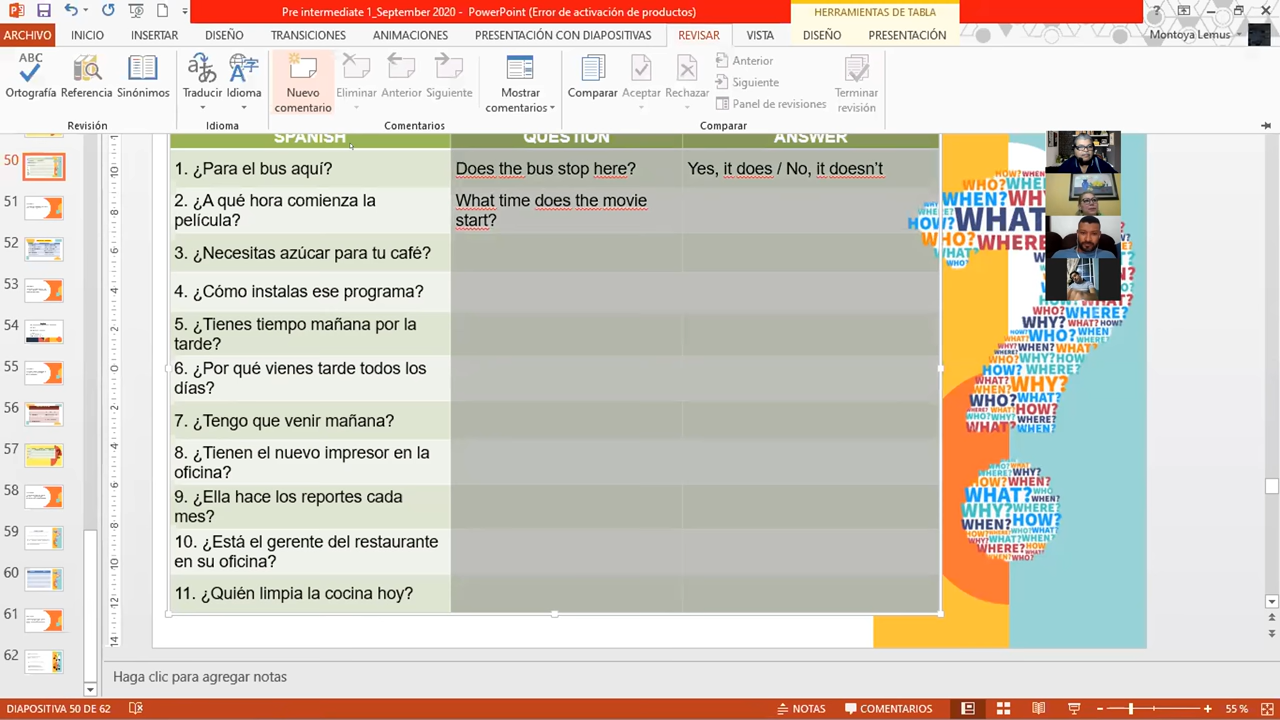 Pre intermediate 1_September 2020 - PowerPoint (Error de activación de productos)
HERRAMIENTAS DE TABLA
ARCHIVO INICIO INSERTAR DISEÑO TRANSICIONES ANIMACIONES PRESENTACIÓN CON DIAPOSITIVAS REVISAR VISTA DISEÑO PRESENTACIÓN Montoya Lemus
ABC
Ortografía Referencia Sinónimos
Traducir Idioma
Nuevo comentario Eliminar Anterior Siguiente
Mostrar comentarios
Comparar Aceptar Rechazar
Anterior
Siguiente
Panel de revisiones
Terminar revisión
Revisión Idioma Comentarios Comparar
SPANISH QUESTION ANSWER
1. ¿Para el bus aquí? Does the bus stop here? Yes, it does / No, it doesn't
2. ¿A qué hora comienza la película? What time does the movie start?
3. ¿Necesitas azúcar para tu café?
4. ¿Cómo instalas ese programa?
5. ¿Tienes tiempo mañana por la tarde?
6. ¿Por qué vienes tarde todos los días?
7. ¿Tengo que venir mañana?
8. ¿Tienen el nuevo impresor en la oficina?
9. ¿Ella hace los reportes cada mes?
10. ¿Está el gerente del restaurante en su oficina?
11. ¿Quién limpia la cocina hoy?
50
51
52
53
54
55
56
57
58
59
60
61
62
Haga clic para agregar notas
DIAPOSITIVA 50 DE 62 NOTAS COMENTARIOS 55 %